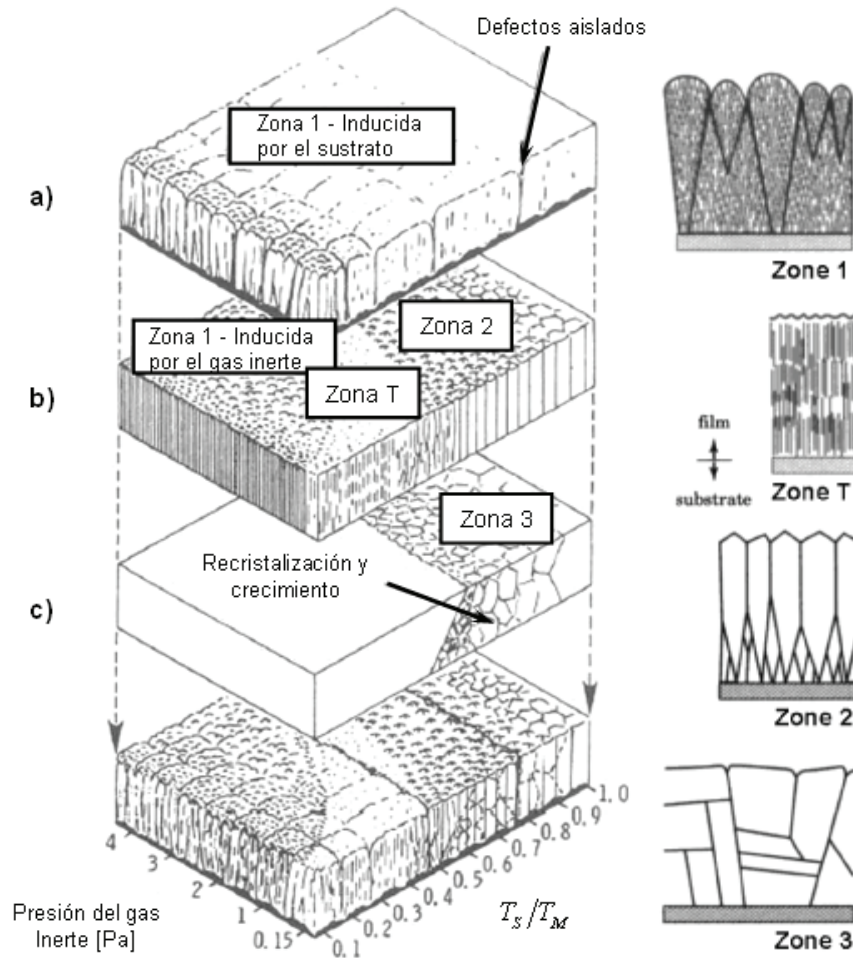 Defectos aislados
Zona 1 - Inducida
por el sustrato
a)
Zone 1
Zona 1 - Inducida
por el gas inerte
Zona 2
Zona T
b)
film
substrate
Zone T
Zona 3
Recristalización y
crecimiento
c)
Zone 2
4
3
2
1
0.15
0.1
0.2
0.3
0.4
0.5
0.6
0.7
0.8
0.9
1.0
Presión del gas
Inerte [Pa]
T_S/T_M
Zone 3